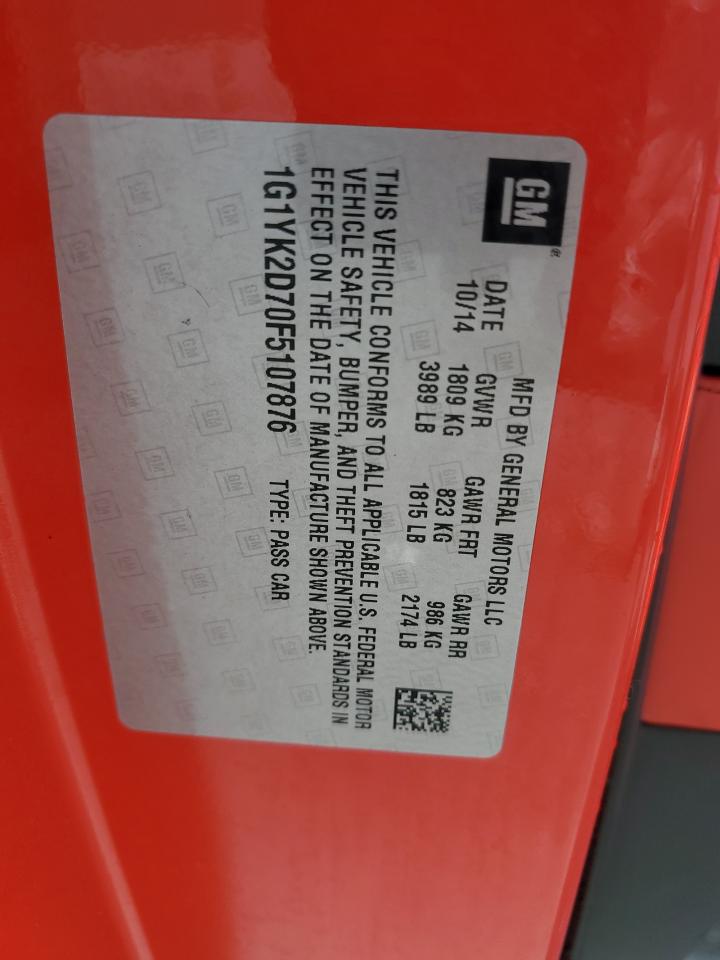 GM®
MFD BY GENERAL MOTORS LLC
DATE GVWR GAWR FRT GAWR RR
10/14 1809 KG 823 KG 986 KG
3989 LB 1815 LB 2174 LB
THIS VEHICLE CONFORMS TO ALL APPLICABLE U.S. FEDERAL MOTOR
VEHICLE SAFETY, BUMPER, AND THEFT PREVENTION STANDARDS IN
EFFECT ON THE DATE OF MANUFACTURE SHOWN ABOVE.
1G1YK2D70F5107876 TYPE: PASS CAR